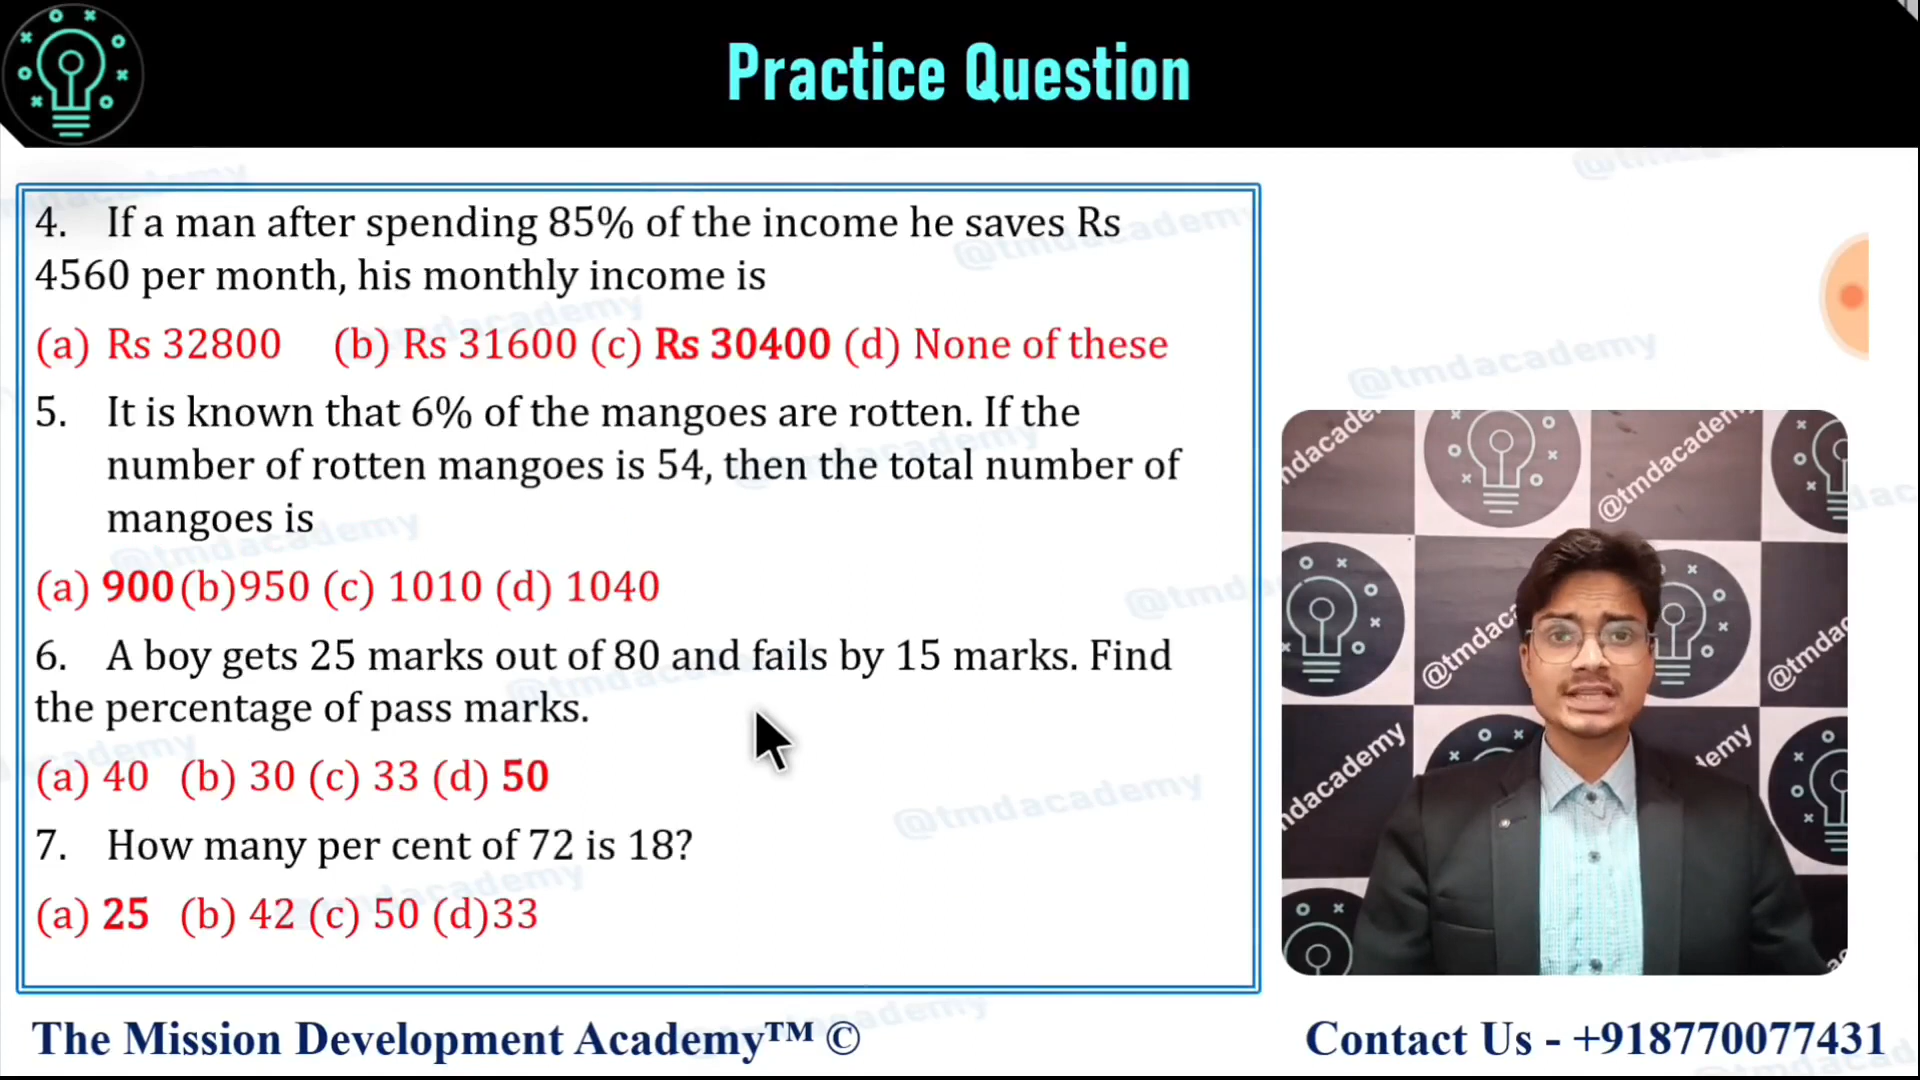 Practice Question
4. If a man after spending 85% of the income he saves Rs
4560 per month, his monthly income is
(a) Rs 32800 (b) Rs 31600 (c) Rs 30400 (d) None of these
5. It is known that 6% of the mangoes are rotten. If the
number of rotten mangoes is 54, then the total number of
mangoes is
(a) 900 (b)950 (c) 1010 (d) 1040
6. A boy gets 25 marks out of 80 and fails by 15 marks. Find
the percentage of pass marks.
(a) 40 (b) 30 (c) 33 (d) 50
7. How many per cent of 72 is 18?
(a) 25 (b) 42 (c) 50 (d)33
@tmdacademy
@tmdacademy
@tmdacademy
The Mission Development Academy™ ©
Contact Us - +918770077431